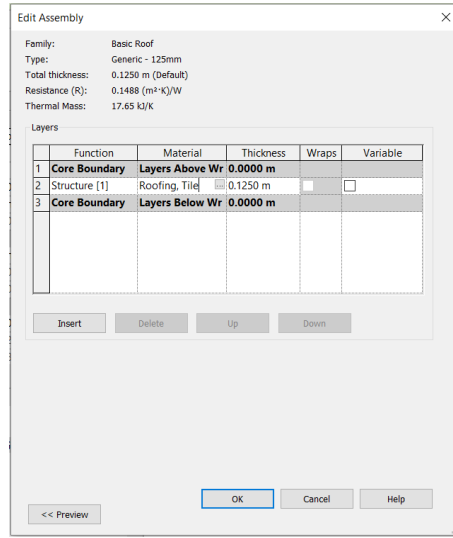 Edit Assembly
Family: Basic Roof
Type: Generic - 125mm
Total thickness: 0.1250 m (Default)
Resistance (R): 0.1488 (m²·K)/W
Thermal Mass: 17.65 kJ/K
Layers
Function Material Thickness Wraps Variable
1 Core Boundary Layers Above Wr 0.0000 m
2 Structure [1] Roofing, Tile ... 0.1250 m
3 Core Boundary Layers Below Wr 0.0000 m
Insert Delete Up Down
OK Cancel Help
<< Preview